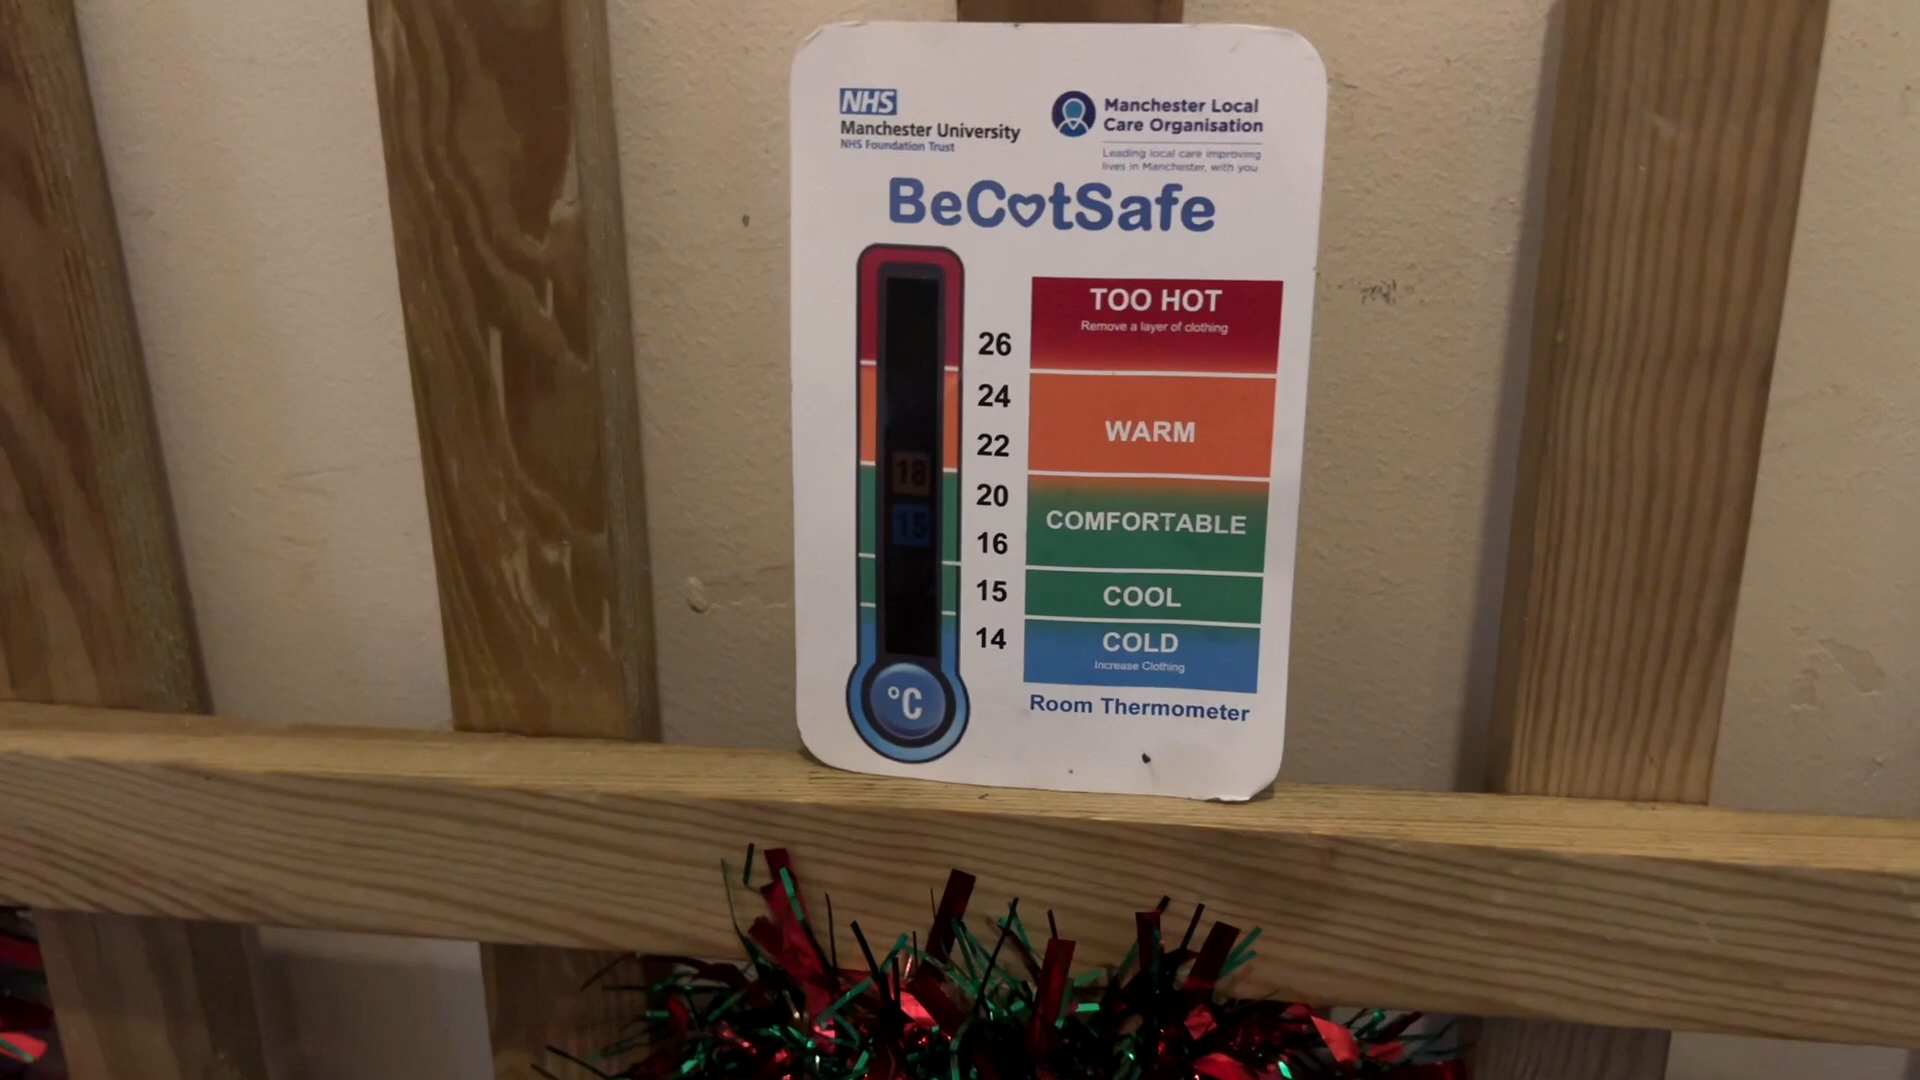 NHS
Manchester University
NHS Foundation Trust
Manchester Local
Care Organisation
Leading local care improving
lives in Manchester, with you
BeCotSafe
TOO HOT
Remove a layer of clothing
26
24
WARM
22
18
20
COMFORTABLE
15
16
15
COOL
14
COLD
Increase Clothing
°C
Room Thermometer